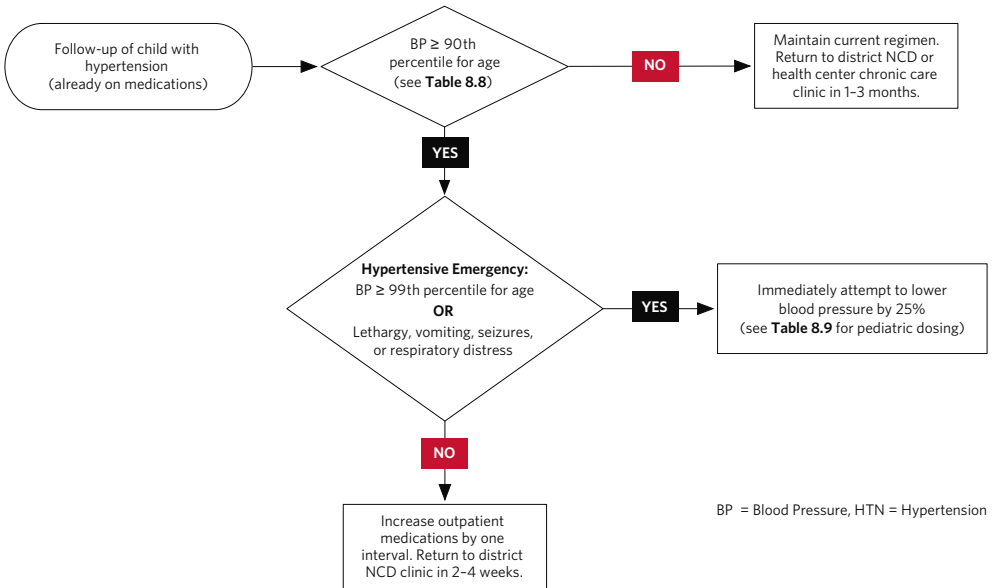 Follow-up of child with
hypertension
(already on medications)
BP ≥ 90th
percentile for age
(see Table 8.8)
NO
Maintain current regimen.
Return to district NCD or
health center chronic care
clinic in 1–3 months.
YES
Hypertensive Emergency:
BP ≥ 99th percentile for age
OR
Lethargy, vomiting, seizures,
or respiratory distress
YES
Immediately attempt to lower
blood pressure by 25%
(see Table 8.9 for pediatric dosing)
NO
Increase outpatient
medications by one
interval. Return to district
NCD clinic in 2–4 weeks.
BP = Blood Pressure, HTN = Hypertension